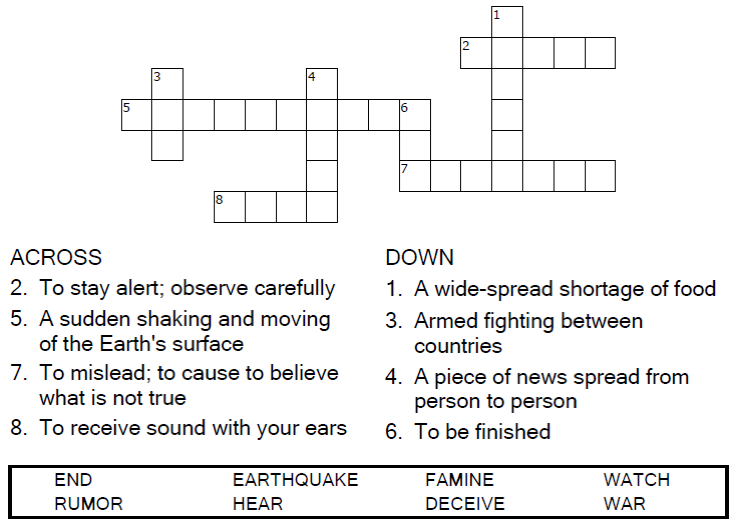 1
2
3
4
5
6
7
8
ACROSS
2. To stay alert; observe carefully
5. A sudden shaking and moving
of the Earth's surface
7. To mislead; to cause to believe
what is not true
8. To receive sound with your ears
DOWN
1. A wide-spread shortage of food
3. Armed fighting between
countries
4. A piece of news spread from
person to person
6. To be finished
END EARTHQUAKE FAMINE WATCH
RUMOR HEAR DECEIVE WAR